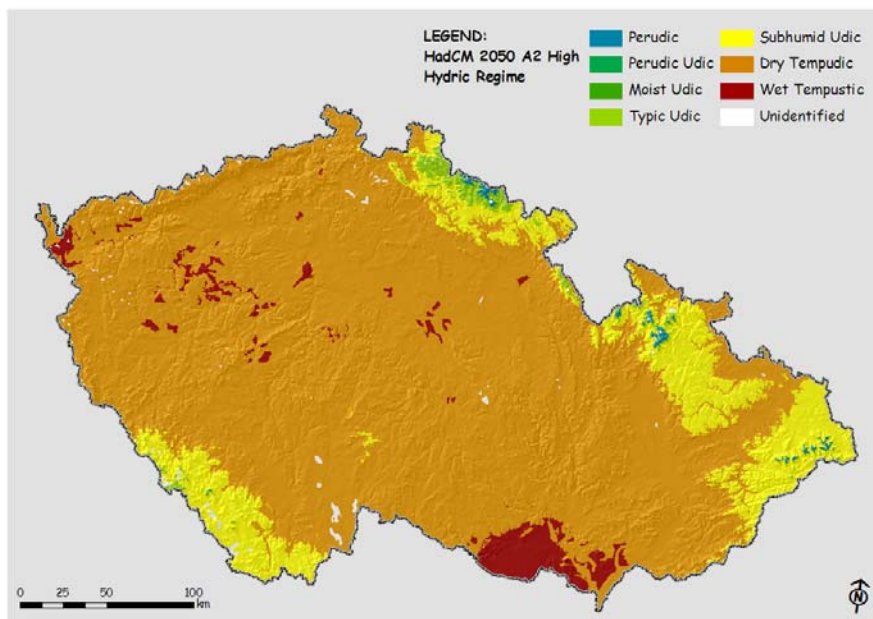 LEGEND:
HadCM 2050 A2 High
Hydric Regime
Perudic
Perudic Udic
Moist Udic
Typic Udic
Subhumid Udic
Dry Tempudic
Wet Tempustic
Unidentified
0 25 50 100
km
N